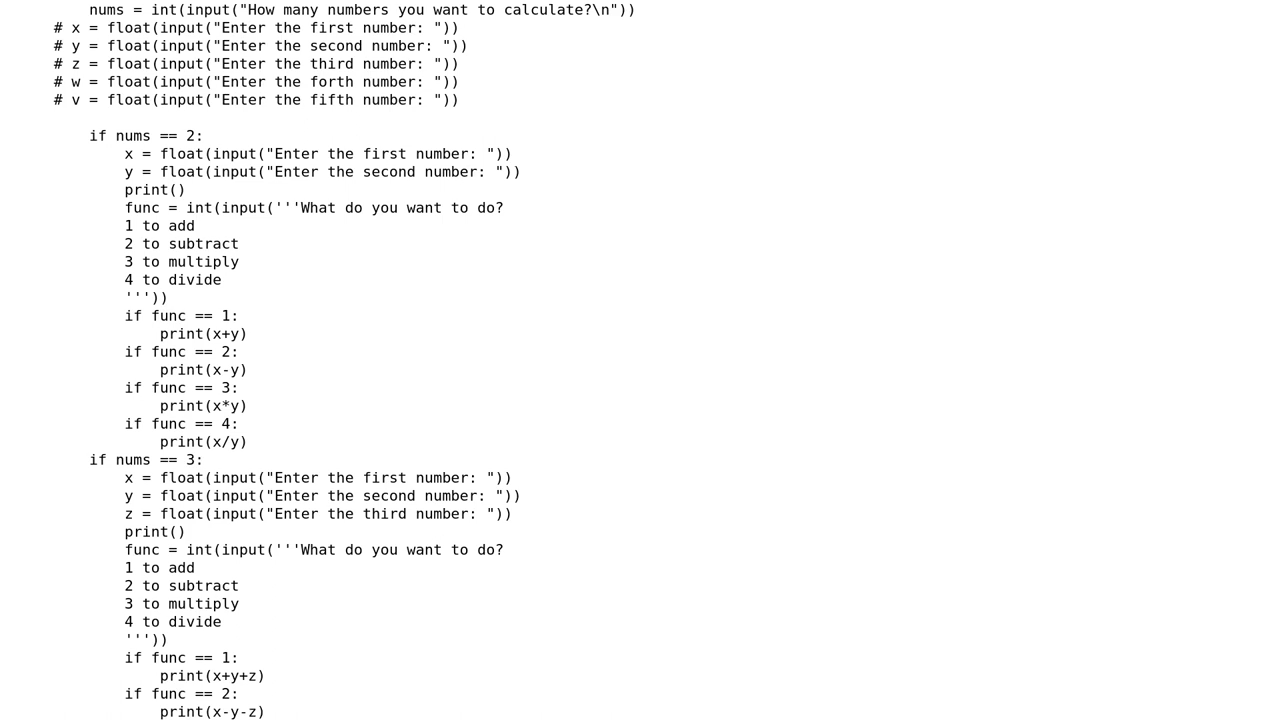 nums = int(input("How many numbers you want to calculate?\n"))
# x = float(input("Enter the first number: "))
# y = float(input("Enter the second number: "))
# z = float(input("Enter the third number: "))
# w = float(input("Enter the forth number: "))
# v = float(input("Enter the fifth number: "))
if nums == 2:
x = float(input("Enter the first number: "))
y = float(input("Enter the second number: "))
print()
func = int(input('''What do you want to do?
1 to add
2 to subtract
3 to multiply
4 to divide
'''))
if func == 1:
print(x+y)
if func == 2:
print(x-y)
if func == 3:
print(x*y)
if func == 4:
print(x/y)
if nums == 3:
x = float(input("Enter the first number: "))
y = float(input("Enter the second number: "))
z = float(input("Enter the third number: "))
print()
func = int(input('''What do you want to do?
1 to add
2 to subtract
3 to multiply
4 to divide
'''))
if func == 1:
print(x+y+z)
if func == 2:
print(x-y-z)